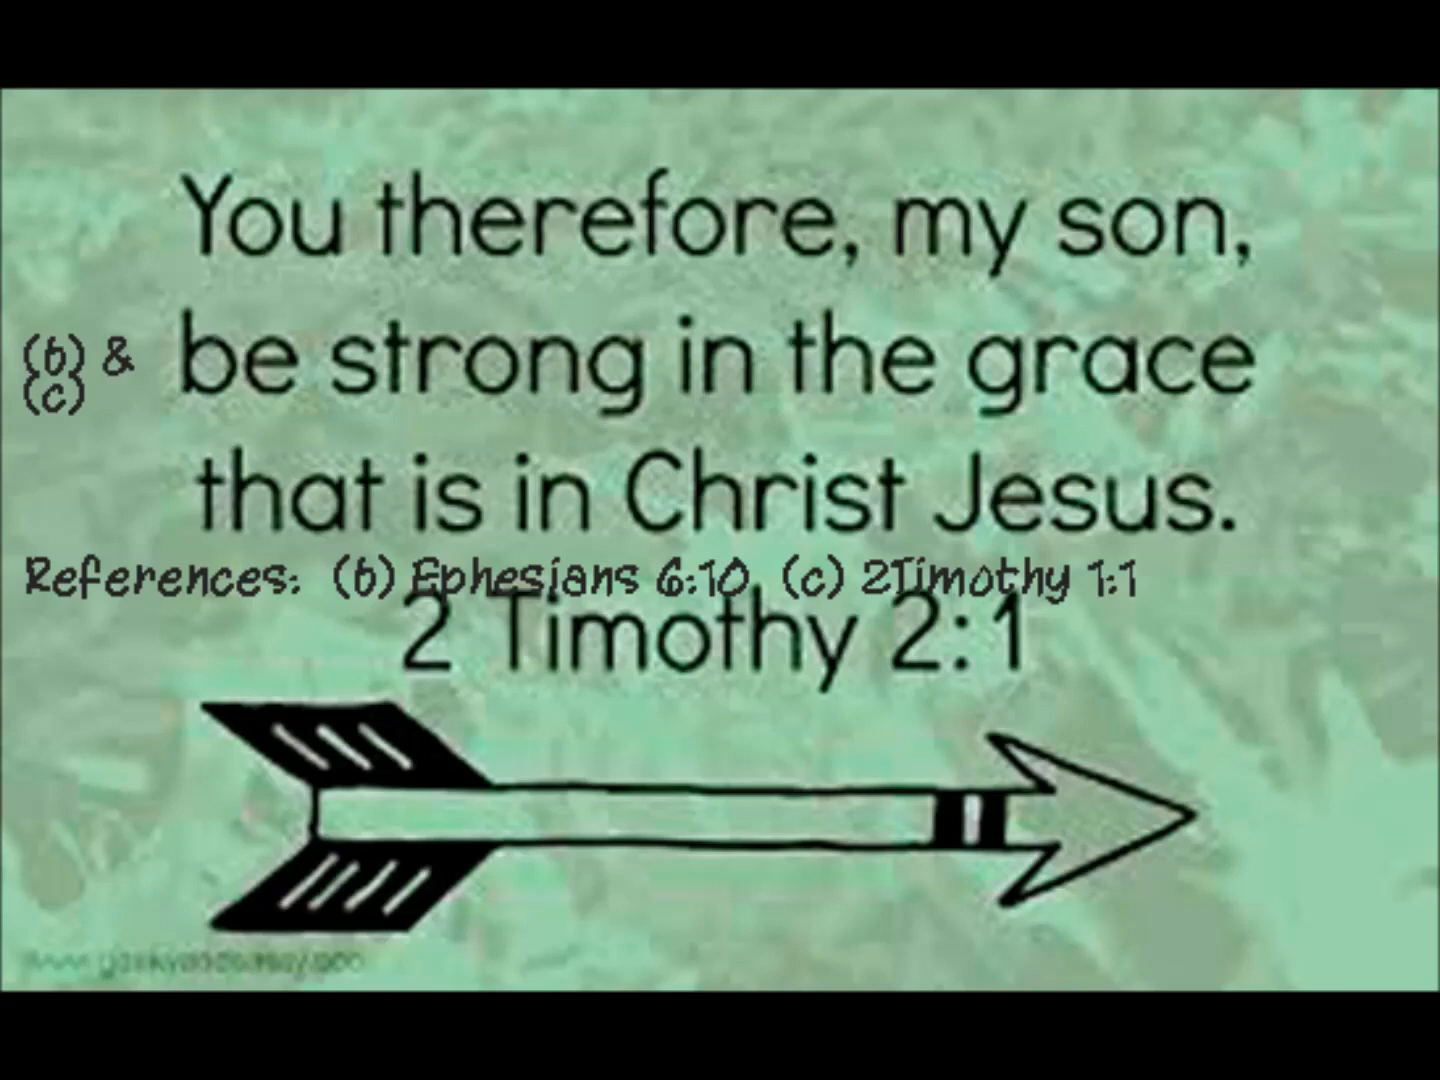 You therefore, my son,
(b) & be strong in the grace
(c)
that is in Christ Jesus.
References: (b) Ephesians 6:10, (c) 2Timothy 1:1
2 Timothy 2:1